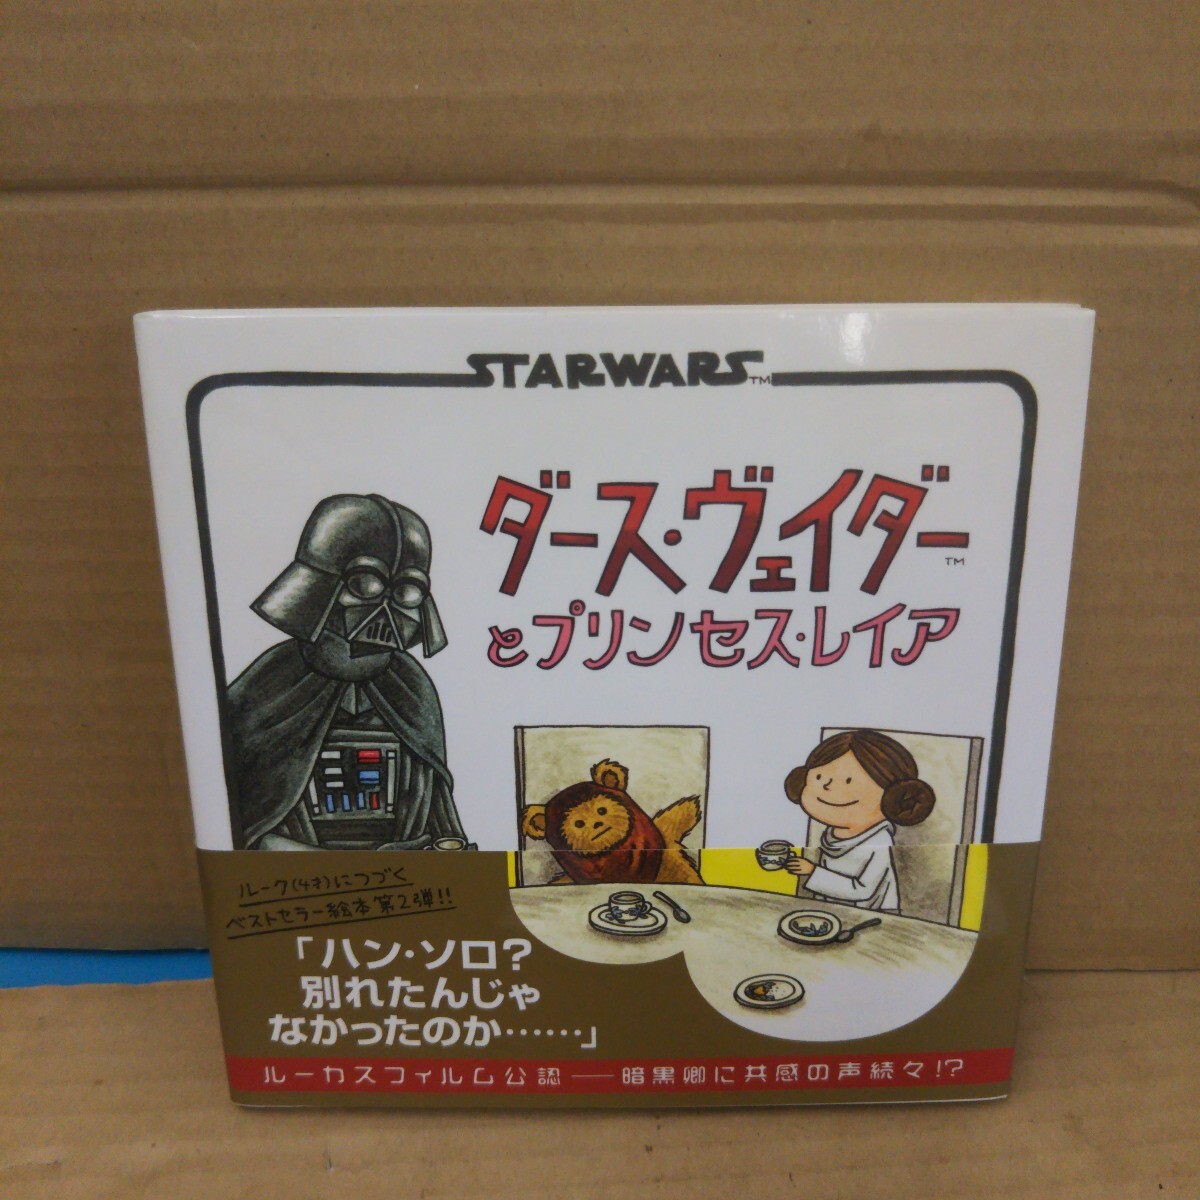 STAR WARS™
ダース・ヴェイダー™
とプリンセス・レイア
ルーク(4才)につづく
ベストセラー絵本第2弾!!
「ハン・ソロ?
別れたんじゃ
なかったのか……」
ルーカスフィルム公認――暗黒卿に共感の声続々!?